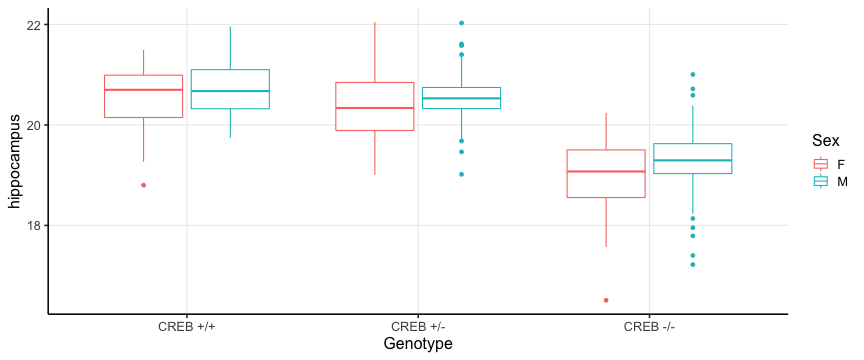 22
20
18
hippocampus
CREB +/+
CREB +/-
CREB -/-
Genotype
Sex
F
M